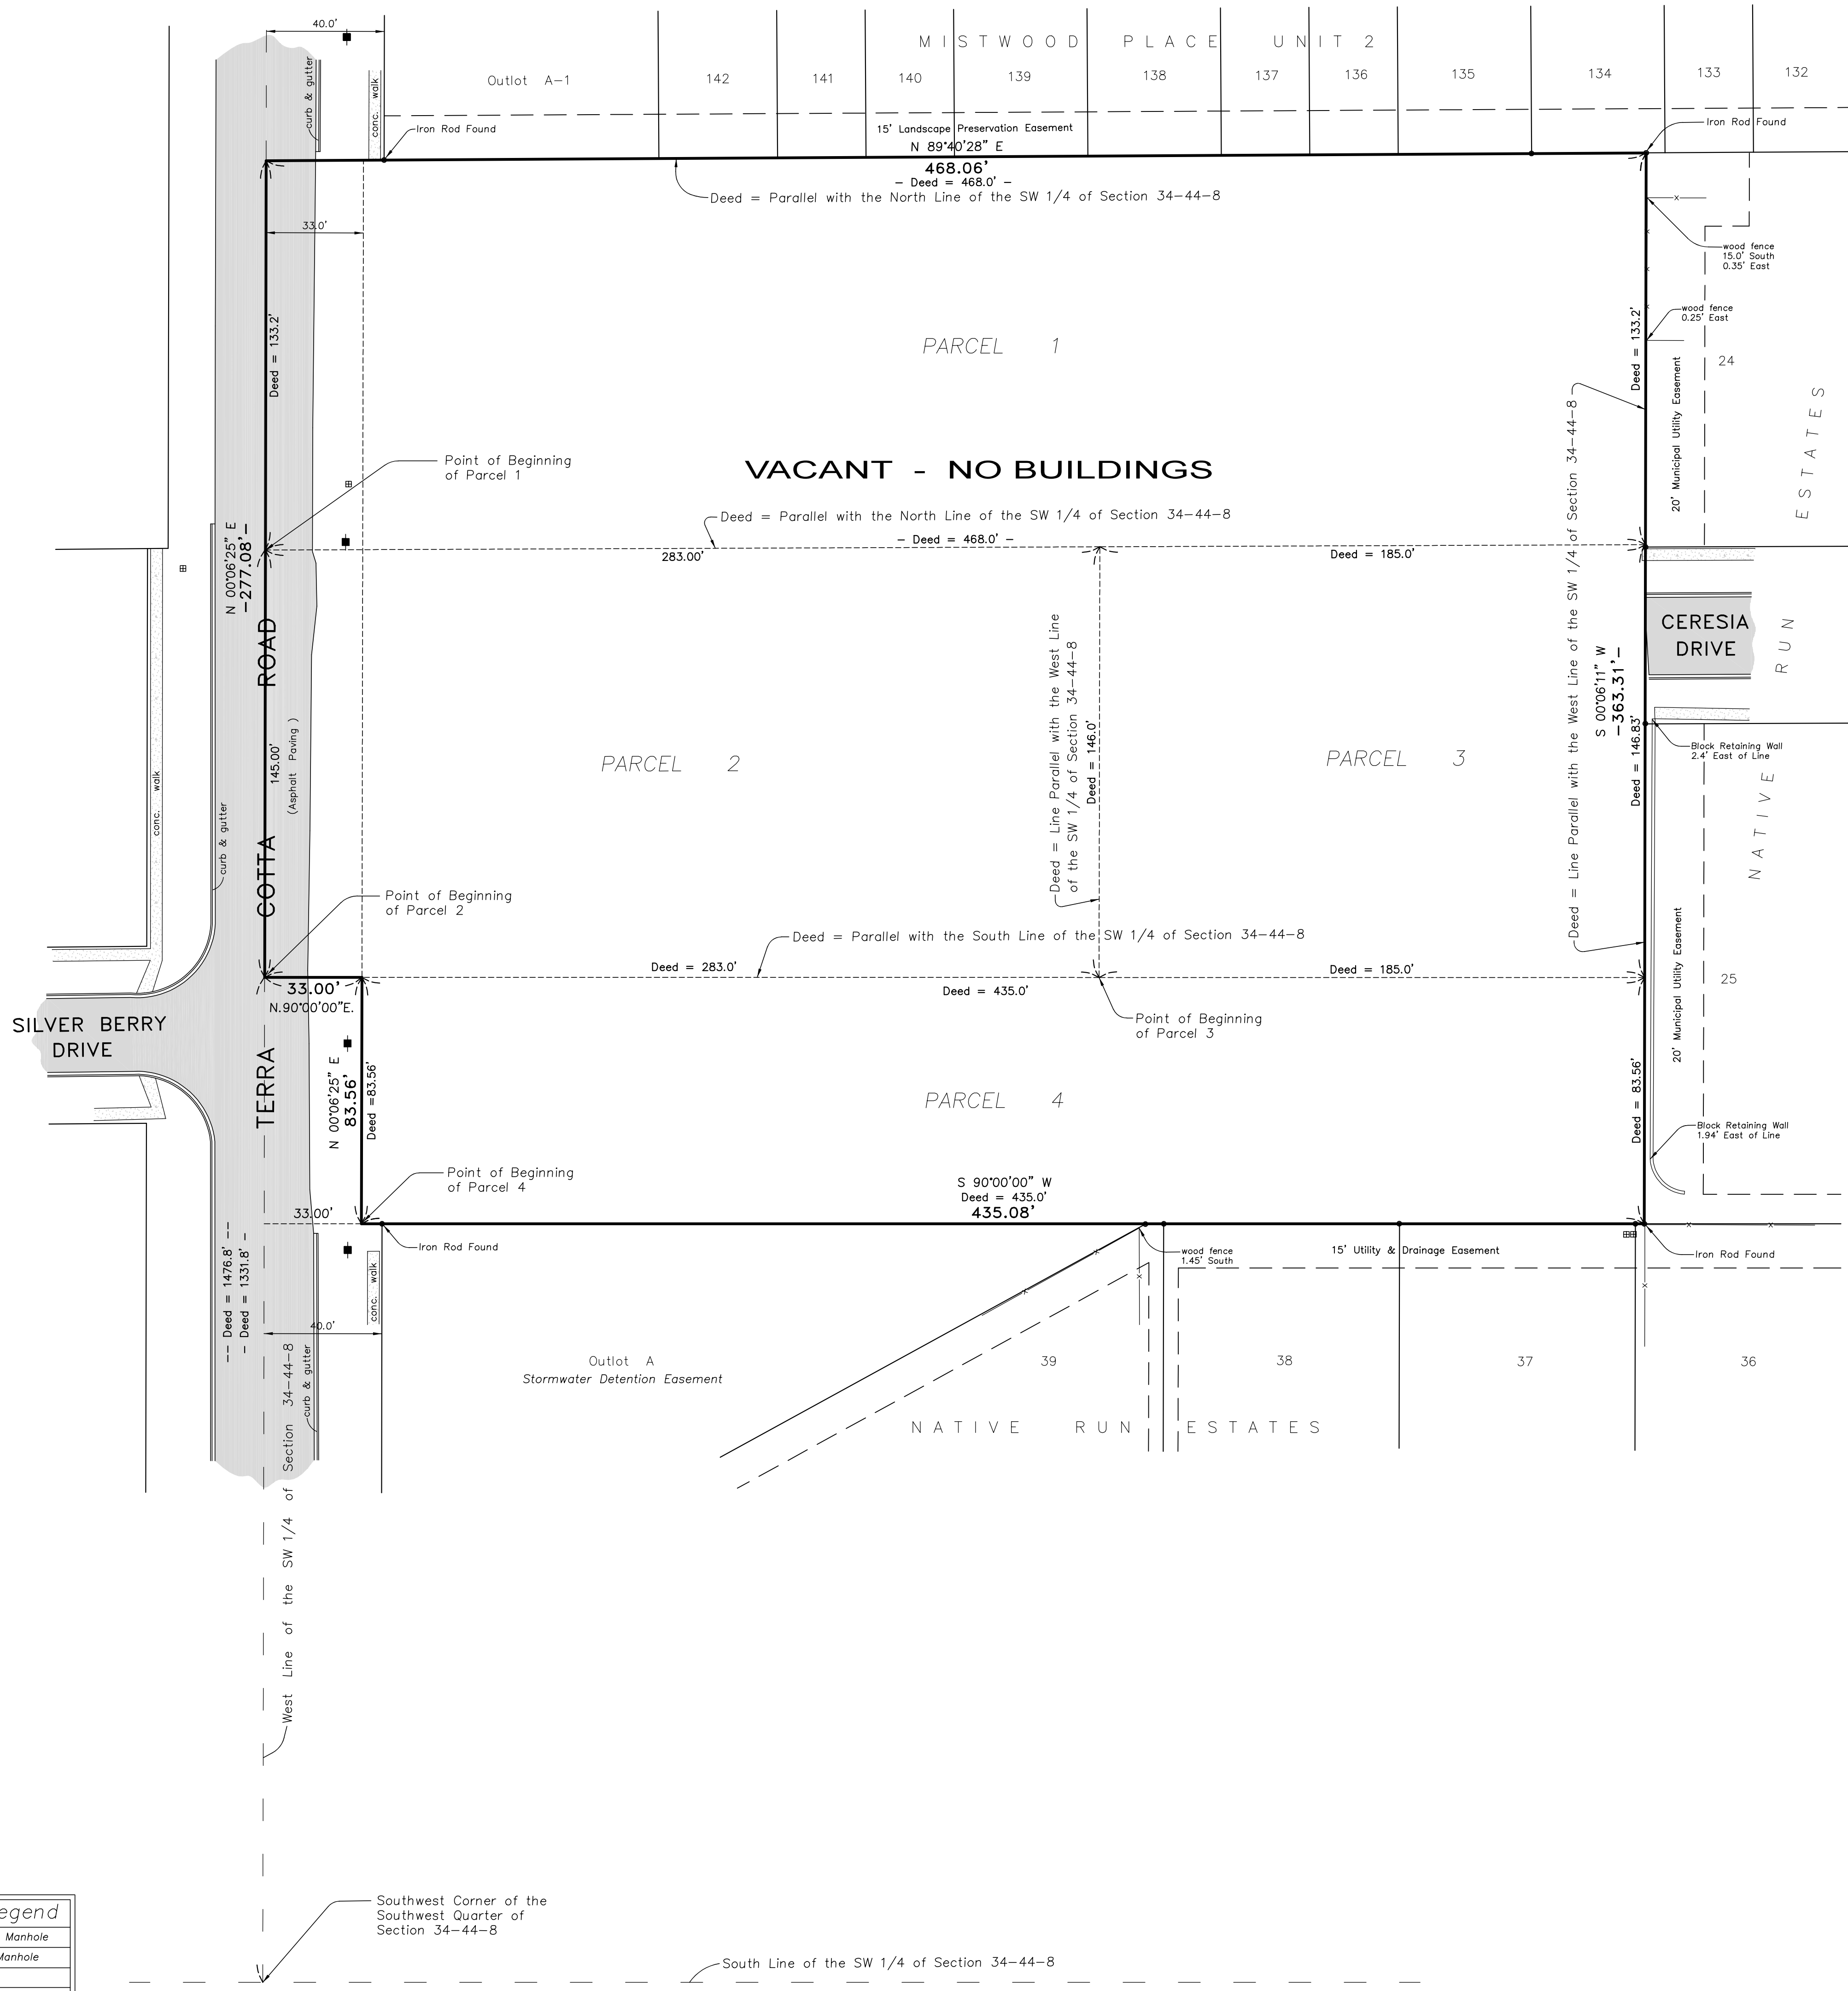 40.0'
MISTWOOD PLACE UNIT 2
Outlot A-1
142
141
140
139
138
137
136
135
134
133
132
curb & gutter
conc. walk
Iron Rod Found
15' Landscape Preservation Easement
N 89°40'28" E
468.06'
- Deed = 468.0' -
Deed = Parallel with the North Line of the SW 1/4 of Section 34-44-8
Iron Rod Found
33.0'
wood fence
15.0' South
0.35' East
wood fence
0.25' East
Deed = 133.2'
Deed = 133.2'
PARCEL 1
24
20' Municipal Utility Easement
NATIVE RUN ESTATES
Point of Beginning
of Parcel 1
VACANT - NO BUILDINGS
Deed = Parallel with the North Line of the SW 1/4 of Section 34-44-8
- Deed = 468.0' -
283.00'
Deed = 185.0'
N 00°06'25" E
-277.08'-
TERRA COTTA ROAD
145.00'
(Asphalt Paving )
Deed = Line Parallel with the West Line
of the SW 1/4 of Section 34-44-8
Deed = 146.0'
Deed = Line Parallel with the West Line of the SW 1/4 of Section 34-44-8
S 00°06'11" W
-363.31'-
Deed = 146.83'
CERESIA
DRIVE
PARCEL 2
PARCEL 3
Block Retaining Wall
2.4' East of Line
conc. walk
curb & gutter
Point of Beginning
of Parcel 2
Deed = Parallel with the South Line of the SW 1/4 of Section 34-44-8
Deed = 283.0'
Deed = 185.0'
Deed = 435.0'
33.00'
N.90°00'00"E.
Point of Beginning
of Parcel 3
25
20' Municipal Utility Easement
SILVER BERRY
DRIVE
N 00°06'25" E
83.56'
Deed =83.56'
PARCEL 4
Deed = 83.56'
Block Retaining Wall
1.94' East of Line
Point of Beginning
of Parcel 4
S 90°00'00" W
Deed = 435.0'
435.08'
33.00'
Iron Rod Found
wood fence
1.45' South
15' Utility & Drainage Easement
Iron Rod Found
-- Deed = 1476.8' --
- Deed = 1331.8' -
conc. walk
40.0'
curb & gutter
Outlot A
Stormwater Detention Easement
39
38
37
36
NATIVE RUN ESTATES
West Line of the SW 1/4 of Section 34-44-8
Southwest Corner of the
Southwest Quarter of
Section 34-44-8
South Line of the SW 1/4 of Section 34-44-8
egend
Manhole
Manhole